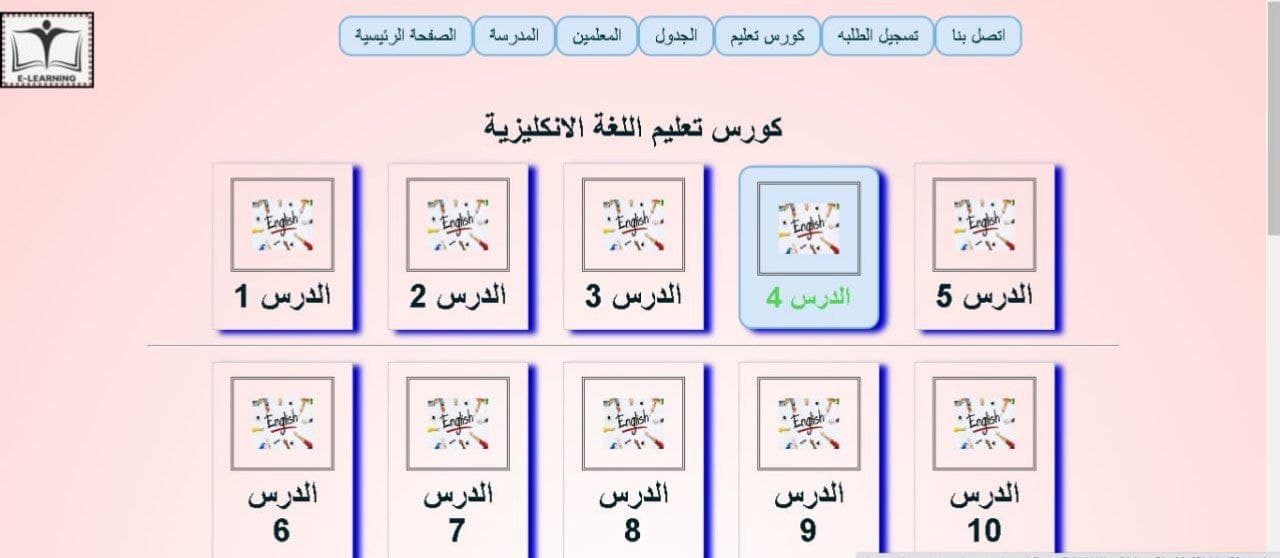 E-LEARNING
الصفحة الرئيسية
المدرسة
المعلمين
الجدول
كورس تعليم
تسجيل الطلبه
اتصل بنا
كورس تعليم اللغة الانكليزية
English
الدرس 1
English
الدرس 2
English
الدرس 3
English
الدرس 4
English
الدرس 5
English
الدرس
6
English
الدرس
7
English
الدرس
8
English
الدرس
9
English
الدرس
10